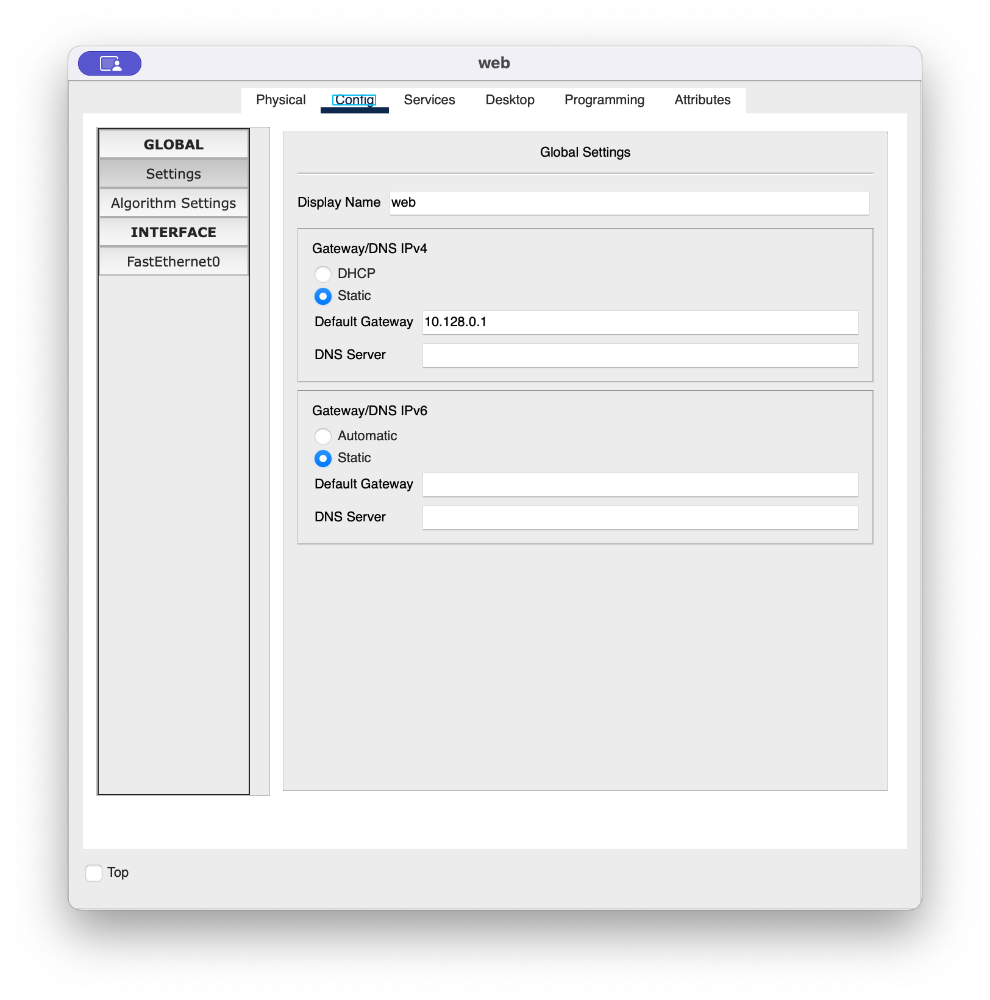 web
Physical Config Services Desktop Programming Attributes
GLOBAL
Settings
Algorithm Settings
INTERFACE
FastEthernet0
Global Settings
Display Name web
Gateway/DNS IPv4
DHCP
Static
Default Gateway 10.128.0.1
DNS Server
Gateway/DNS IPv6
Automatic
Static
Default Gateway
DNS Server
Top